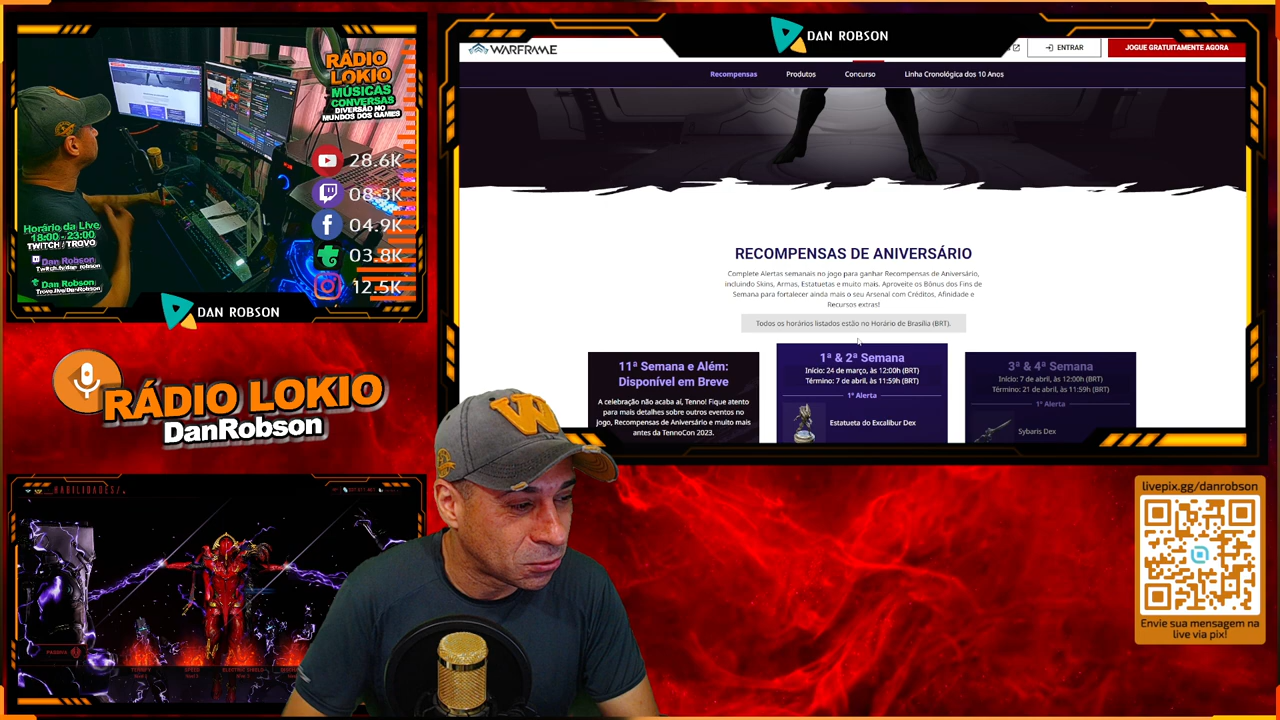 RÁDIO
LOKIO
MÚSICAS
CONVERSAS
DIVERSÃO NO
MUNDOS DOS GAMES
28.6K
08.3K
04.9K
03.8K
12.5K
Horário da Live
18:00 - 23:00
TWITCH / TROVO
Dan Robson
Twitch.tv/dan_robson
Dan Robson
Trovo.live/DanRobson
DAN ROBSON
RÁDIO LOKIO
DanRobson
HABILIDADES/
DAN ROBSON
WARFRAME
ENTRAR
JOGUE GRATUITAMENTE AGORA
Recompensas
Produtos
Concurso
Linha Cronológica dos 10 Anos
RECOMPENSAS DE ANIVERSÁRIO
Complete Alertas semanais no jogo para ganhar Recompensas de Aniversário,
incluindo Skins, Armas, Estatuetas e muito mais. Aproveite os Bônus dos Fins de
Semana para fortalecer ainda mais o seu Arsenal com Créditos, Afinidade e
Recursos extras!
Todos os horários listados estão no Horário de Brasília (BRT).
11ª Semana e Além:
Disponível em Breve
A celebração não acaba aí, Tenno! Fique atento
para mais detalhes sobre outros eventos no
jogo, Recompensas de Aniversário e muito mais
antes da TennoCon 2023.
1ª & 2ª Semana
Início: 24 de março, às 12:00h (BRT)
Término: 7 de abril, às 11:59h (BRT)
1º Alerta
Estatueta do Excalibur Dex
3ª & 4ª Semana
Início: 7 de abril, às 12:00h (BRT)
Término: 21 de abril, às 11:59h (BRT)
1º Alerta
Sybaris Dex
W
livepix.gg/danrobson
Envie sua mensagem na
live via pix!